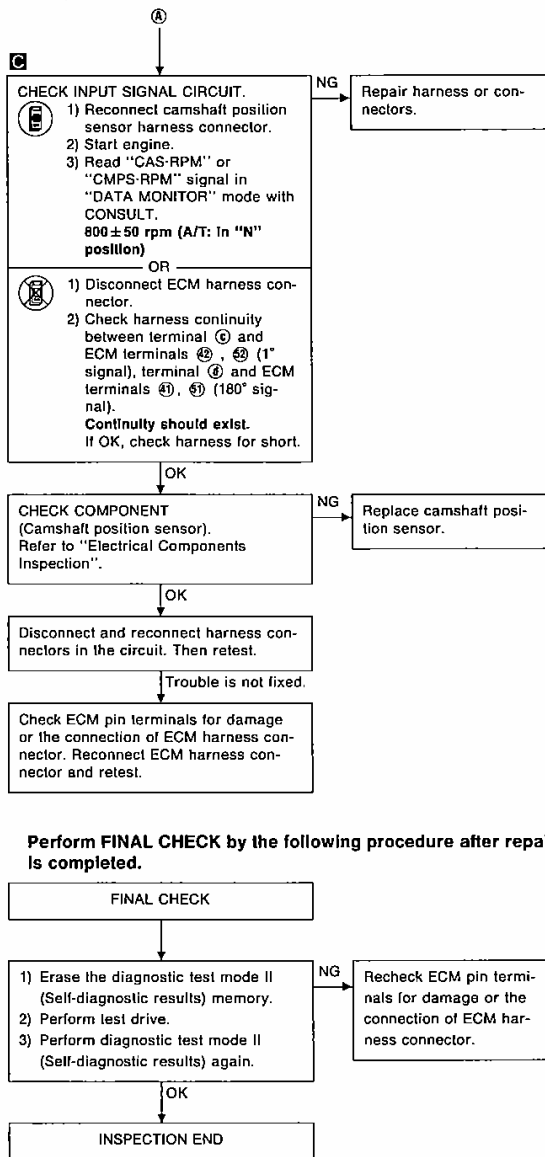 Ⓐ
C
CHECK INPUT SIGNAL CIRCUIT.
1) Reconnect camshaft position
sensor harness connector.
2) Start engine.
3) Read "CAS·RPM" or
"CMPS·RPM" signal in
"DATA MONITOR" mode with
CONSULT.
800±50 rpm (A/T: in "N"
position)
OR
1) Disconnect ECM harness con-
nector.
2) Check harness continuity
between terminal ⓒ and
ECM terminals ㊷ , 52 (1°
signal), terminal ⓓ and ECM
terminals ㊶, 51 (180° sig-
nal).
Continuity should exist.
If OK, check harness for short.
NG
Repair harness or con-
nectors.
OK
CHECK COMPONENT
(Camshaft position sensor).
Refer to "Electrical Components
Inspection".
NG
Replace camshaft posi-
tion sensor.
OK
Disconnect and reconnect harness con-
nectors in the circuit. Then retest.
Trouble is not fixed.
Check ECM pin terminals for damage
or the connection of ECM harness con-
nector. Reconnect ECM harness con-
nector and retest.
Perform FINAL CHECK by the following procedure after repai
is completed.
FINAL CHECK
1) Erase the diagnostic test mode II
(Self-diagnostic results) memory.
2) Perform test drive.
3) Perform diagnostic test mode II
(Self-diagnostic results) again.
NG
Recheck ECM pin termi-
nals for damage or the
connection of ECM har-
ness connector.
OK
INSPECTION END